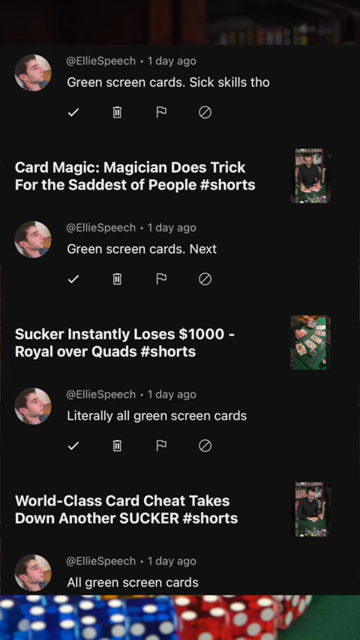 @EllieSpeech • 1 day ago
Green screen cards. Sick skills tho
Card Magic: Magician Does Trick
For the Saddest of People #shorts
@EllieSpeech • 1 day ago
Green screen cards. Next
Sucker Instantly Loses $1000 -
Royal over Quads #shorts
@EllieSpeech • 1 day ago
Literally all green screen cards
World-Class Card Cheat Takes
Down Another SUCKER #shorts
@EllieSpeech • 1 day ago
All green screen cards